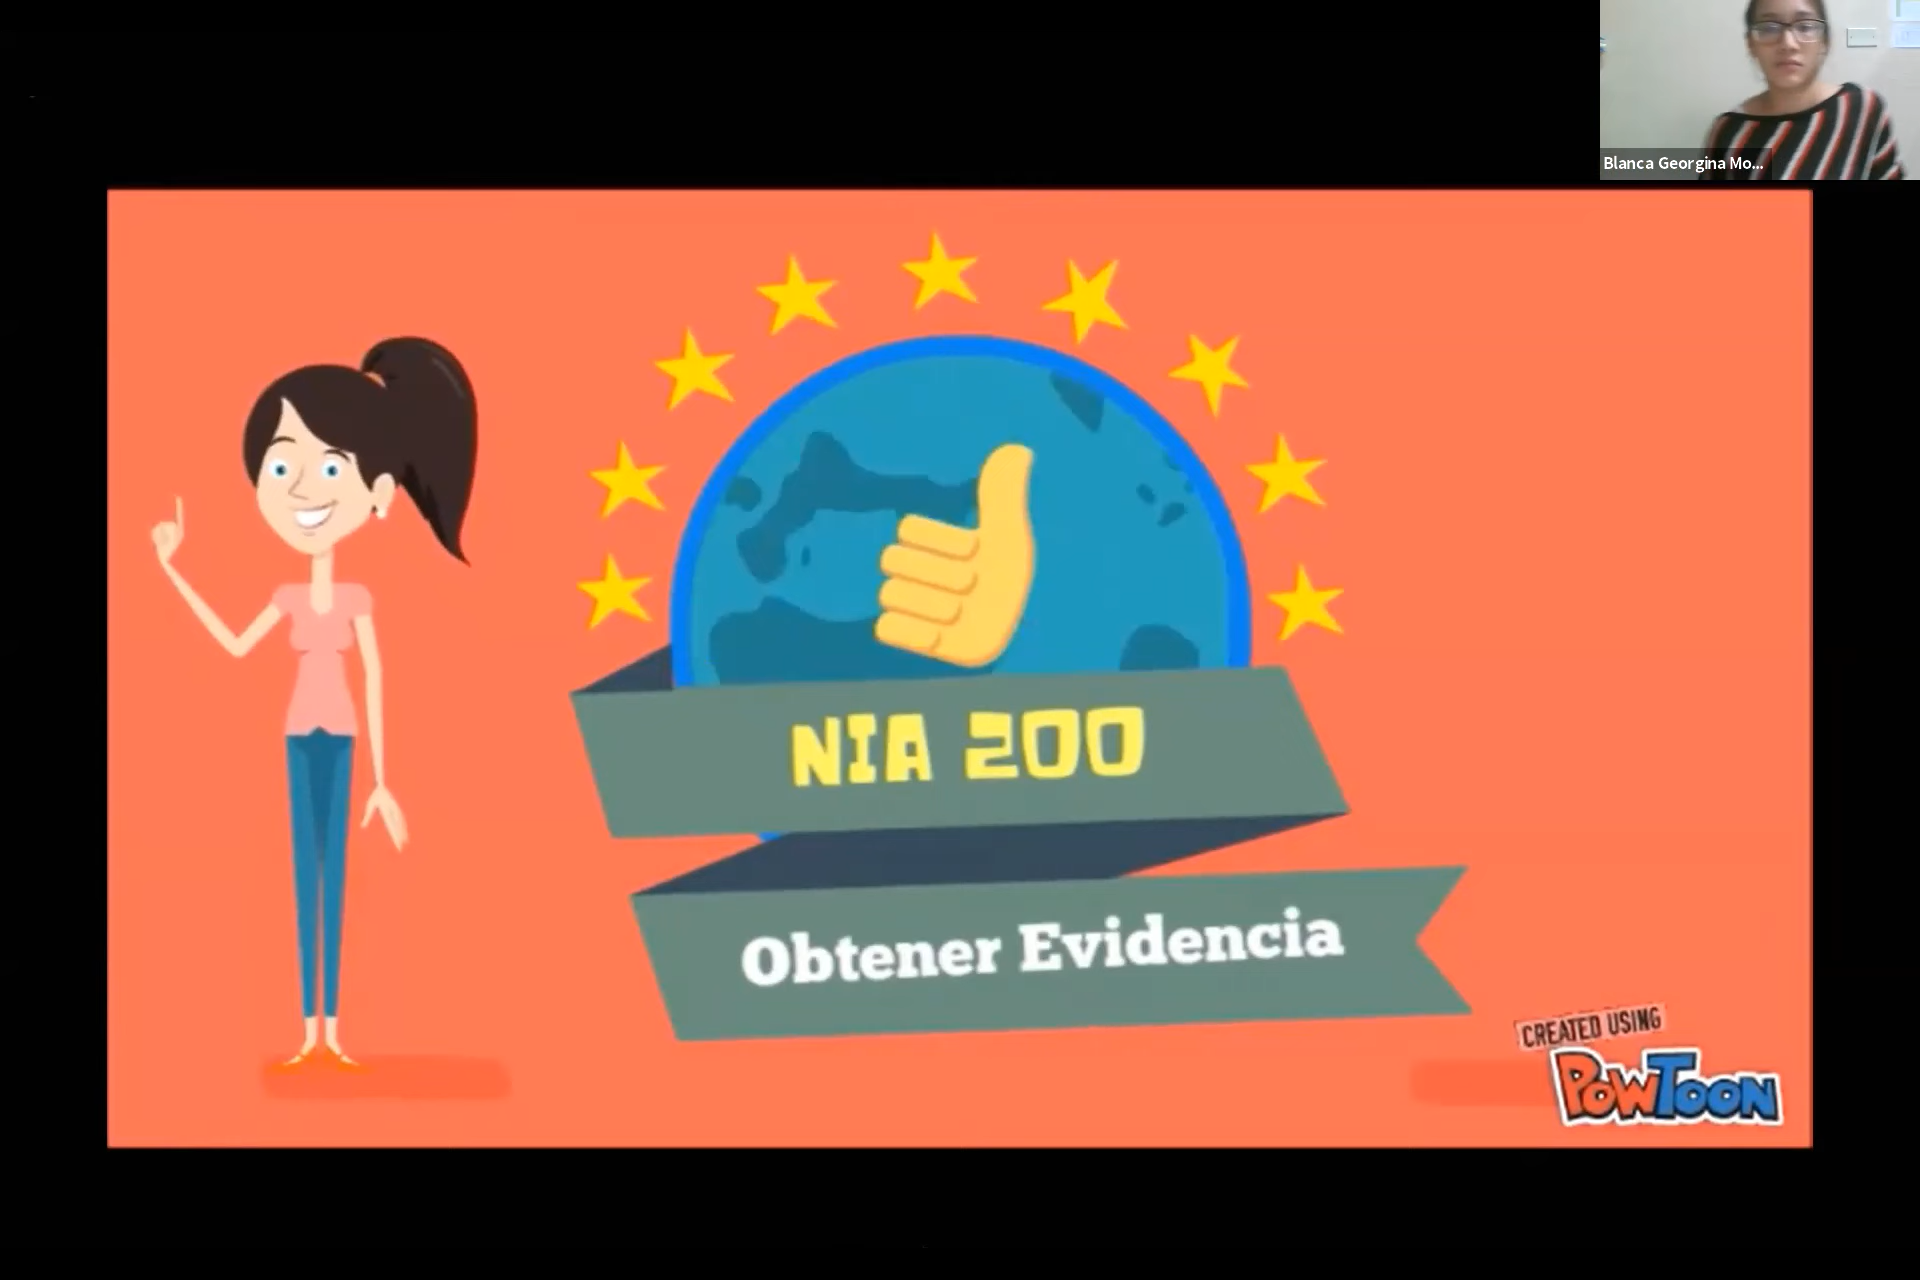 Blanca Georgina Mo...
NIA 200
Obtener Evidencia
CREATED USING
POWTOON